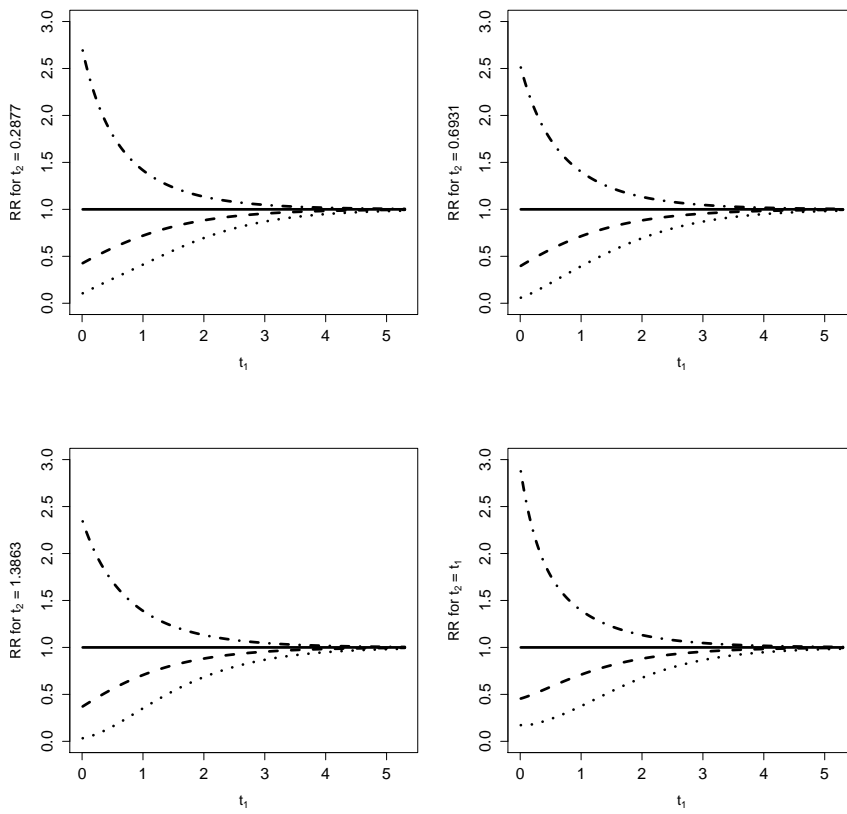 RR for t₂ = 0.2877
0.0 0.5 1.0 1.5 2.0 2.5 3.0
0 1 2 3 4 5
t₁
RR for t₂ = 0.6931
0.0 0.5 1.0 1.5 2.0 2.5 3.0
0 1 2 3 4 5
t₁
RR for t₂ = 1.3863
0.0 0.5 1.0 1.5 2.0 2.5 3.0
0 1 2 3 4 5
t₁
RR for t₂ = t₁
0.0 0.5 1.0 1.5 2.0 2.5 3.0
0 1 2 3 4 5
t₁